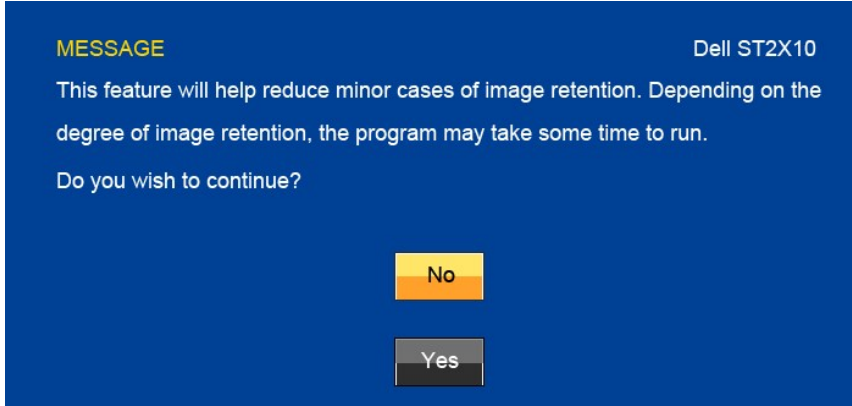 MESSAGE Dell ST2X10
This feature will help reduce minor cases of image retention. Depending on the
degree of image retention, the program may take some time to run.
Do you wish to continue?
No
Yes